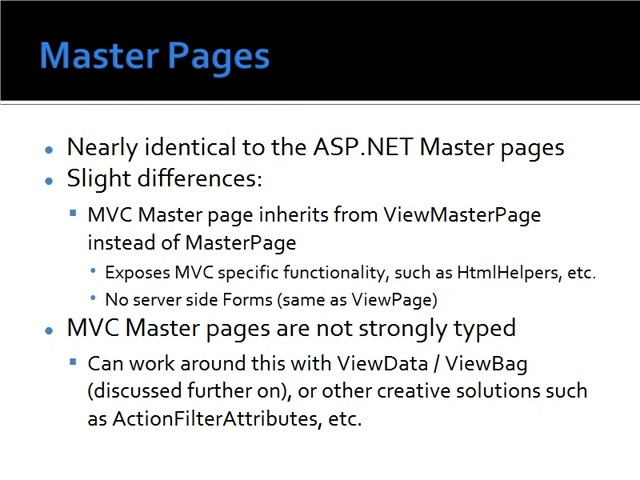 Master Pages
Nearly identical to the ASP.NET Master pages
Slight differences:
MVC Master page inherits from ViewMasterPage
instead of MasterPage
Exposes MVC specific functionality, such as HtmlHelpers, etc.
No server side Forms (same as ViewPage)
MVC Master pages are not strongly typed
Can work around this with ViewData / ViewBag
(discussed further on), or other creative solutions such
as ActionFilterAttributes, etc.